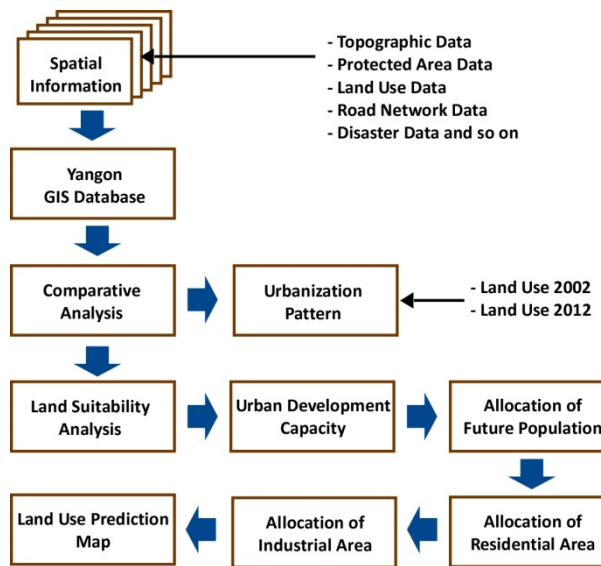 Spatial
Information
- Topographic Data
- Protected Area Data
- Land Use Data
- Road Network Data
- Disaster Data and so on
Yangon
GIS Database
Comparative
Analysis
Urbanization
Pattern
- Land Use 2002
- Land Use 2012
Land Suitability
Analysis
Urban Development
Capacity
Allocation of
Future Population
Land Use Prediction
Map
Allocation of
Industrial Area
Allocation of
Residential Area